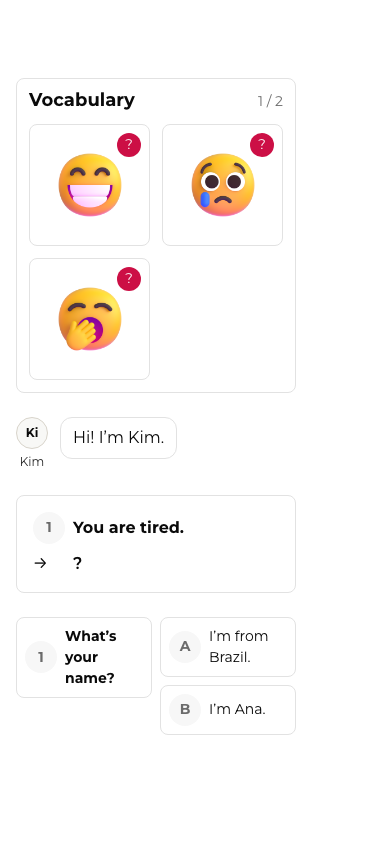 Vocabulary 1 / 2
? ?
?
Ki Hi! I’m Kim.
Kim
1 You are tired.
→ ?
1 What’s
your
name?
A I’m from
Brazil.
B I’m Ana.